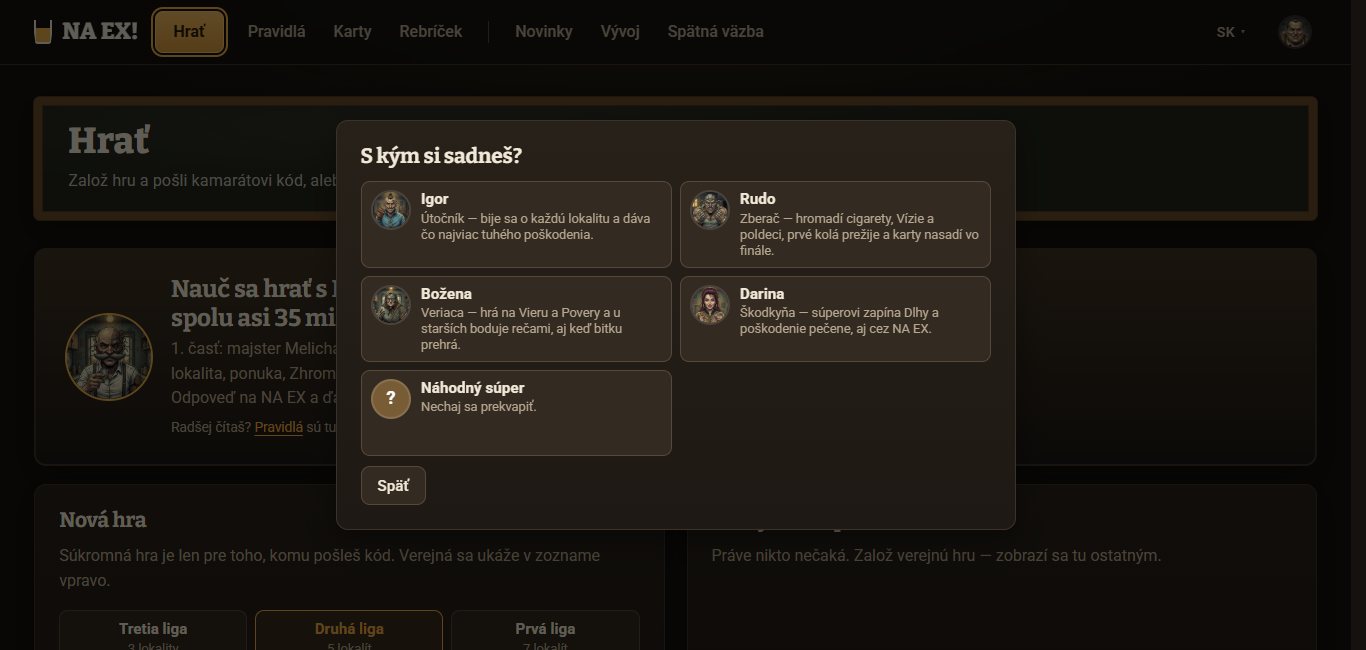 NA EX!
Hrať
Pravidlá
Karty
Rebríček
Novinky
Vývoj
Spätná väzba
SK
Hrať
Založ hru a pošli kamarátovi kód,
S kým si sadneš?
Igor
Útočník — bije sa o každú lokalitu a dáva
čo najviac tuhého poškodenia.
Rudo
Zberač — hromadí cigarety, Vízie a
poldeci, prvé kolá prežije a karty nasadí vo
finále.
Božena
Veriaca — hrá na Vieru a Povery a u
starších boduje rečami, aj keď bitku
prehrá.
Darina
Škodkyňa — súperovi zapína Dlhy a
poškodenie pečene, aj cez NA EX.
?
Náhodný súper
Nechaj sa prekvapiť.
Späť
Nauč sa hrať s
spolu asi 35
1. časť: majster
lokalita, ponuka,
Odpoveď na NA EX a
Radšej čítaš? Pravidlá sú
Nová hra
Súkromná hra je len pre toho, komu pošleš kód. Verejná sa ukáže v zozname
vpravo.
Tretia liga
3 lokality
Druhá liga
5 lokalít
Prvá liga
7 lokalít
Práve nikto nečaká. Založ verejnú hru — zobrazí sa tu ostatným.